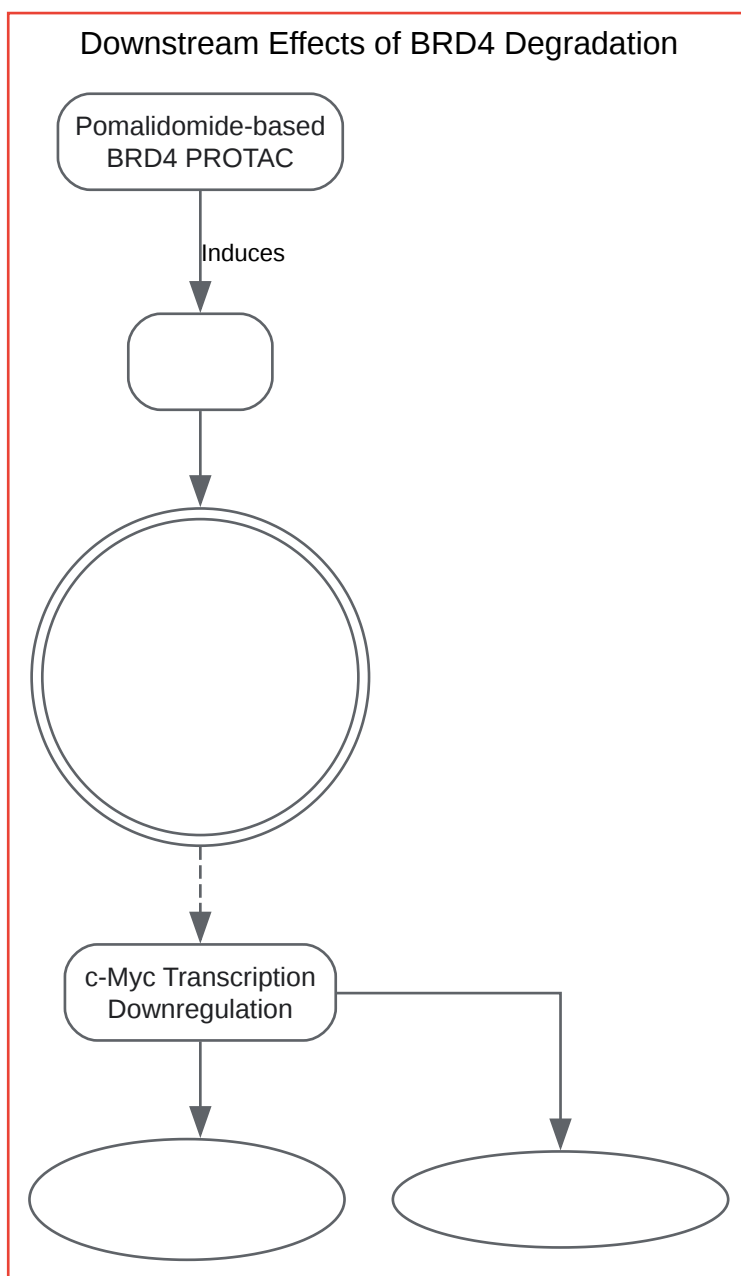 Downstream Effects of BRD4 Degradation
Pomalidomide-based
BRD4 PROTAC
Induces
c-Myc Transcription
Downregulation